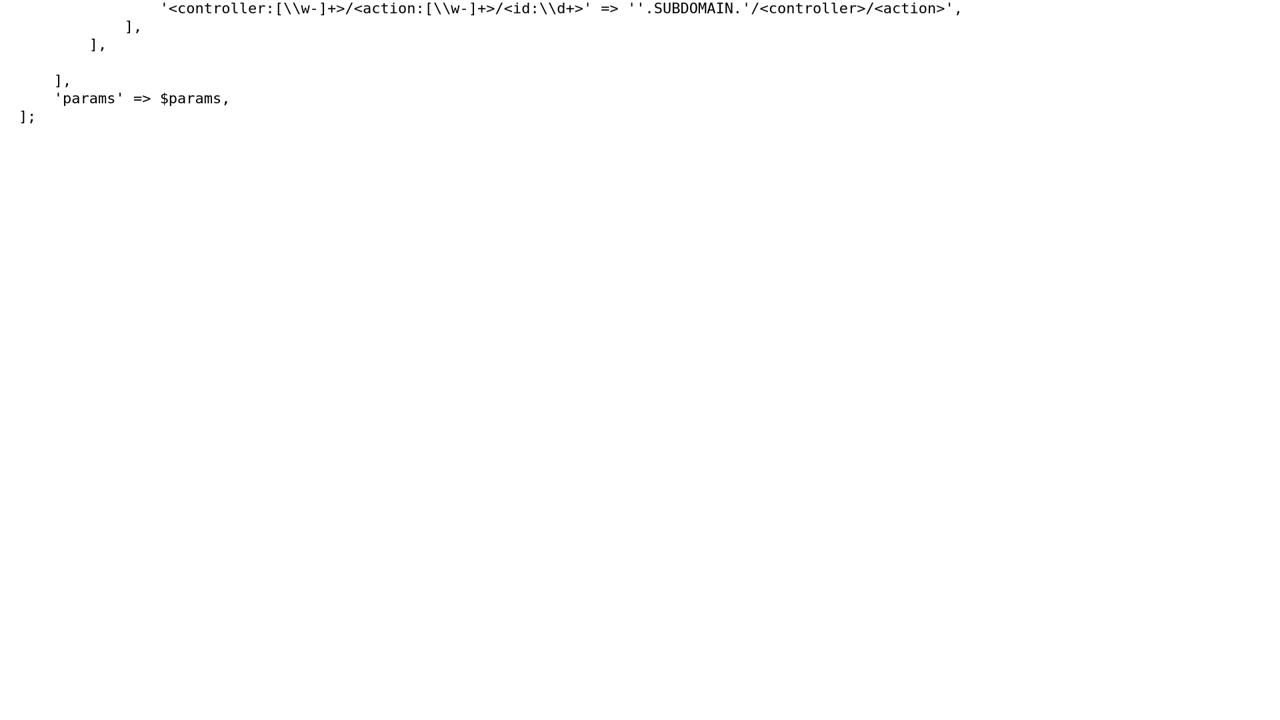 '<controller:[\\w-]+>/<action:[\\w-]+>/<id:\\d+>' => ''.SUBDOMAIN.'/<controller>/<action>',
],
],
],
'params' => $params,
];